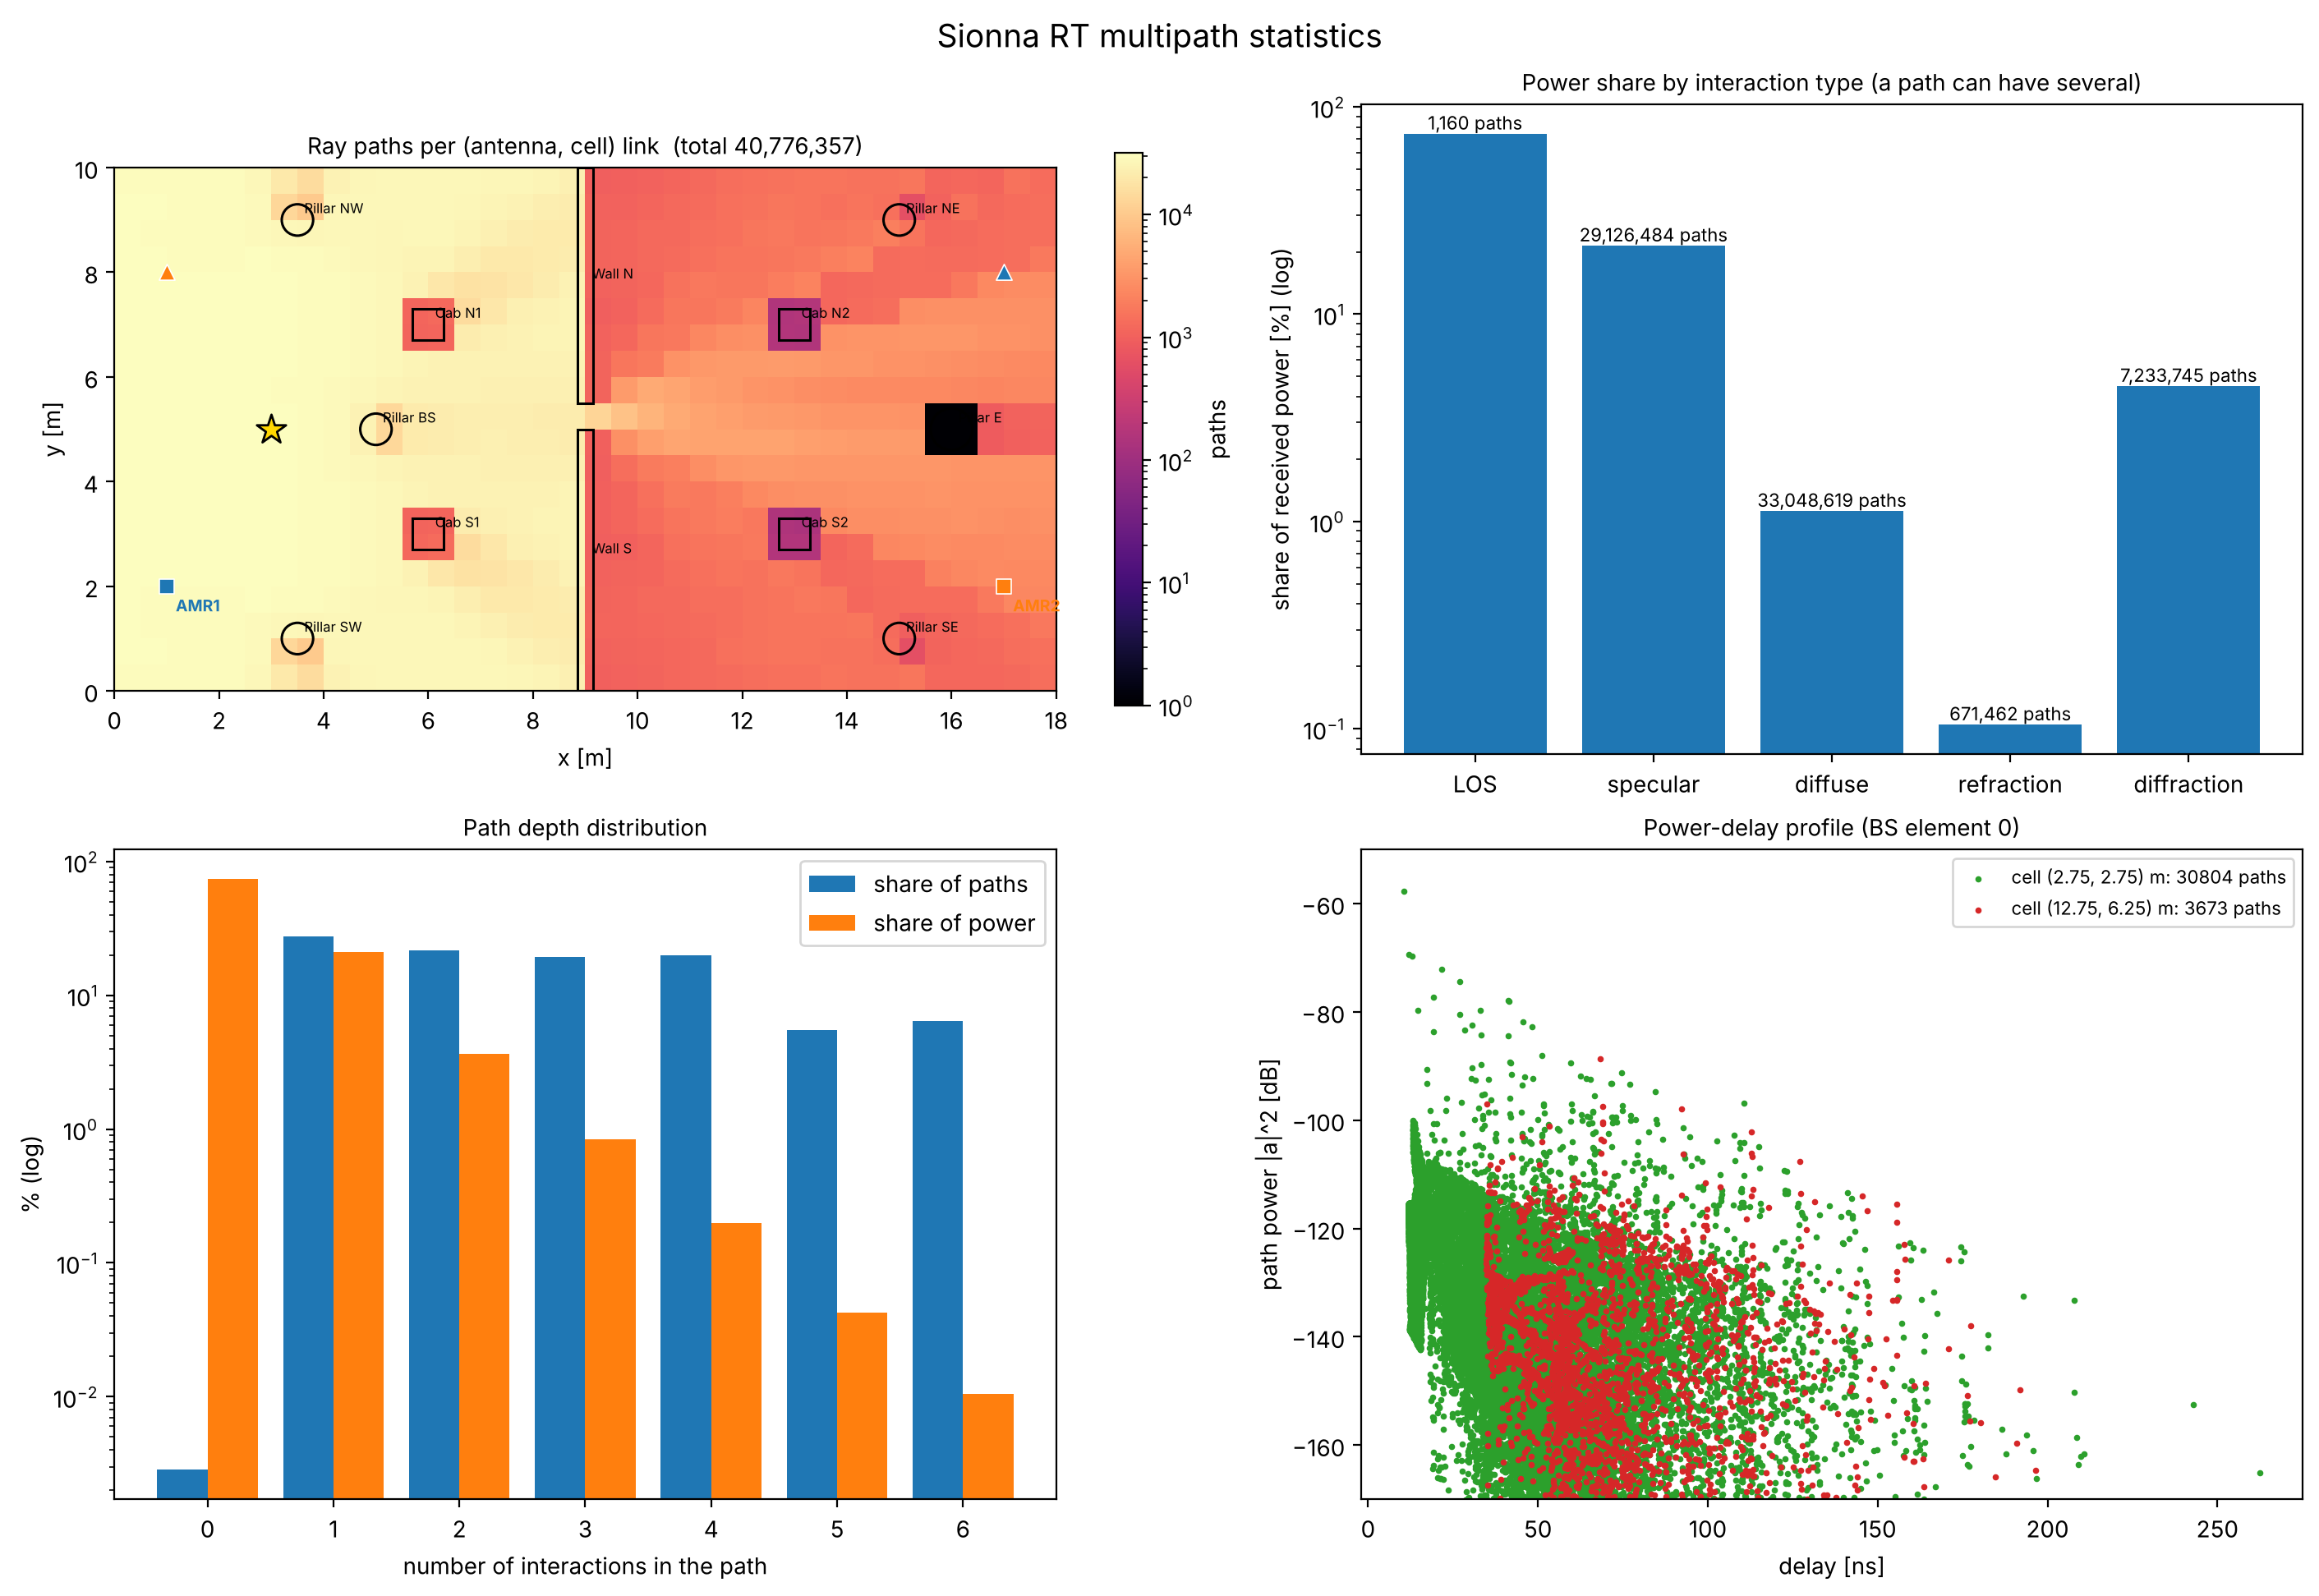 Sionna RT multipath statistics
Ray paths per (antenna, cell) link (total 40,776,357)
10
8
6
4
2
0
y [m]
Pillar NW
Pillar NE
Wall N
Cab N1
Cab N2
Pillar BS
ar E
Cab S1
Cab S2
Wall S
AMR1
AMR2
Pillar SW
Pillar SE
0 2 4 6 8 10 12 14 16 18
x [m]
10^4
10^3
10^2
10^1
10^0
paths
Power share by interaction type (a path can have several)
10^2
10^1
10^0
10^−1
share of received power [%] (log)
1,160 paths
29,126,484 paths
33,048,619 paths
671,462 paths
7,233,745 paths
LOS specular diffuse refraction diffraction
Path depth distribution
10^2
10^1
10^0
10^−1
10^−2
% (log)
share of paths
share of power
0 1 2 3 4 5 6
number of interactions in the path
Power-delay profile (BS element 0)
−60
−80
−100
−120
−140
−160
path power |a|^2 [dB]
cell (2.75, 2.75) m: 30804 paths
cell (12.75, 6.25) m: 3673 paths
0 50 100 150 200 250
delay [ns]